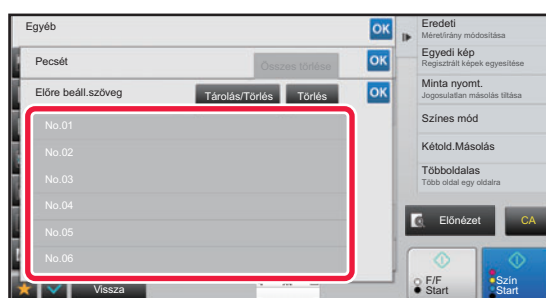 Egyéb
OK
Pecsét
Összes törlése
OK
Előre beáll.szöveg
Tárolás/Törlés
Törlés
OK
No.01
No.02
No.03
No.04
No.05
No.06
Vissza
Eredeti
Méret/irány módosítása
Egyedi kép
Regisztrált képek egyesítése
Minta nyomt.
Jogosulatlan másolás tiltása
Színes mód
Kétold.Másolás
Többoldalas
Több oldal egy oldalra
Előnézet
CA
F/F
Start
Szín
Start